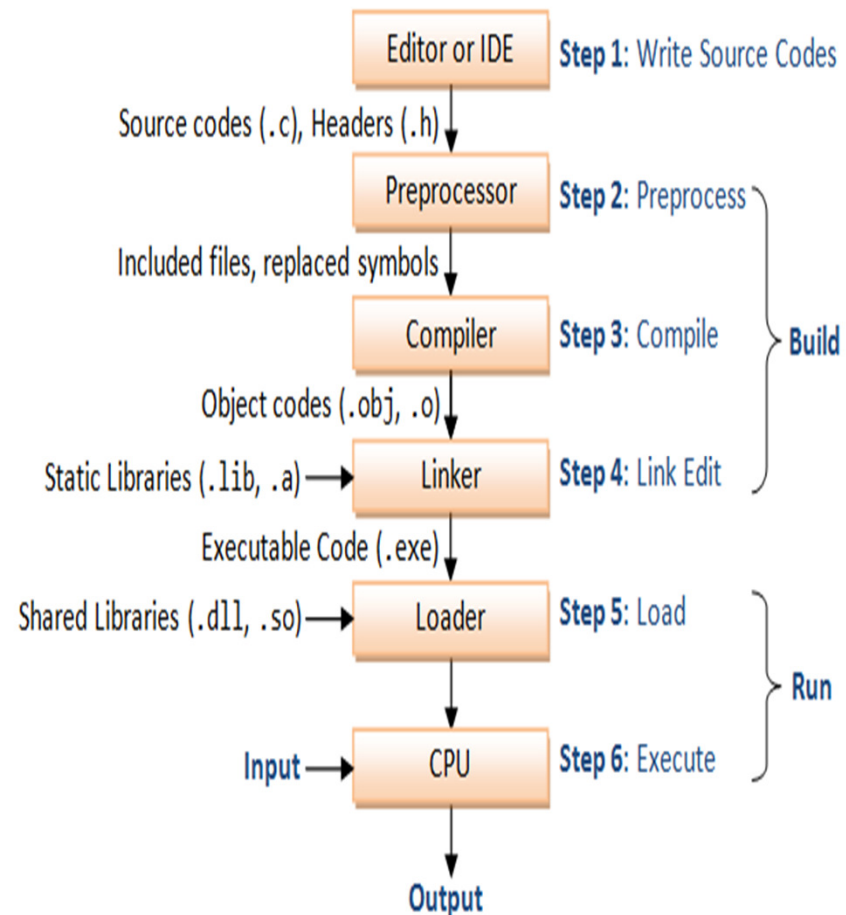 Editor or IDE
Step 1: Write Source Codes
Source codes (.c), Headers (.h)
Preprocessor
Step 2: Preprocess
Included files, replaced symbols
Compiler
Step 3: Compile
Build
Object codes (.obj, .o)
Static Libraries (.lib, .a)
Linker
Step 4: Link Edit
Executable Code (.exe)
Shared Libraries (.dll, .so)
Loader
Step 5: Load
Run
Input
CPU
Step 6: Execute
Output